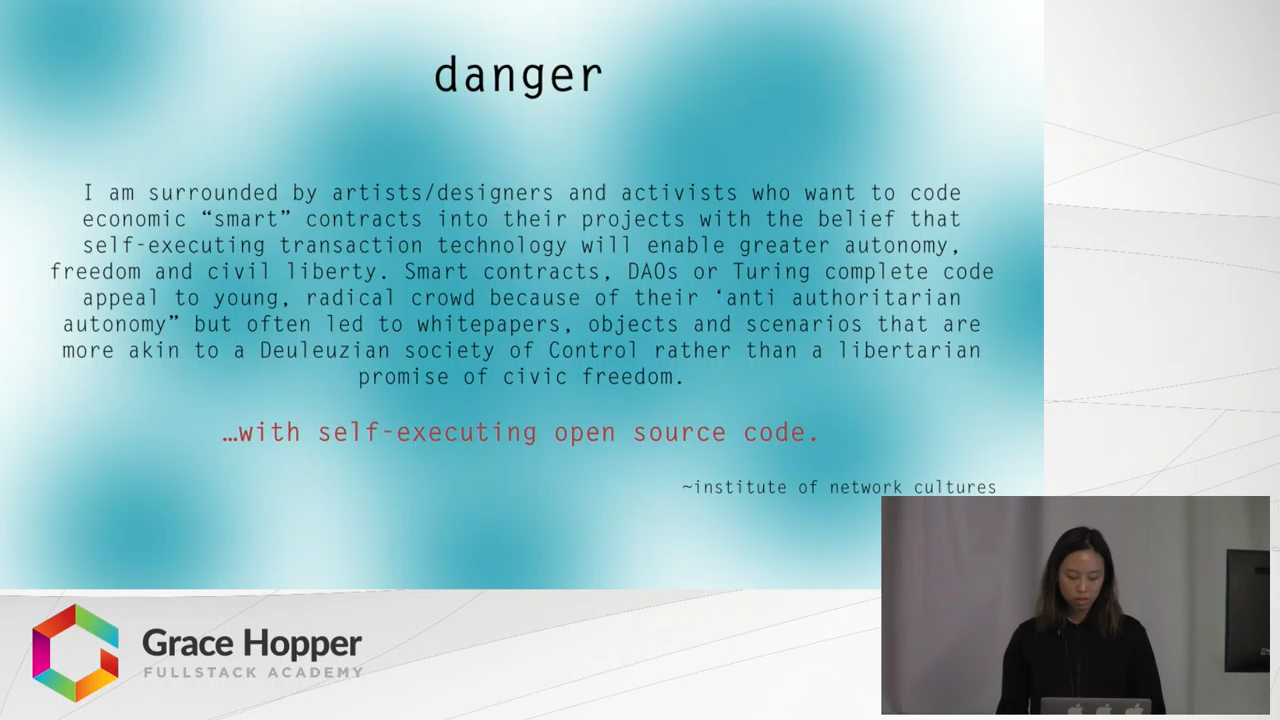 danger
I am surrounded by artists/designers and activists who want to code
economic “smart” contracts into their projects with the belief that
self-executing transaction technology will enable greater autonomy,
freedom and civil liberty. Smart contracts, DAOs or Turing complete code
appeal to young, radical crowd because of their ‘anti authoritarian
autonomy” but often led to whitepapers, objects and scenarios that are
more akin to a Deuleuzian society of Control rather than a libertarian
promise of civic freedom.
…with self-executing open source code.
~institute of network cultures
Grace Hopper
FULLSTACK ACADEMY